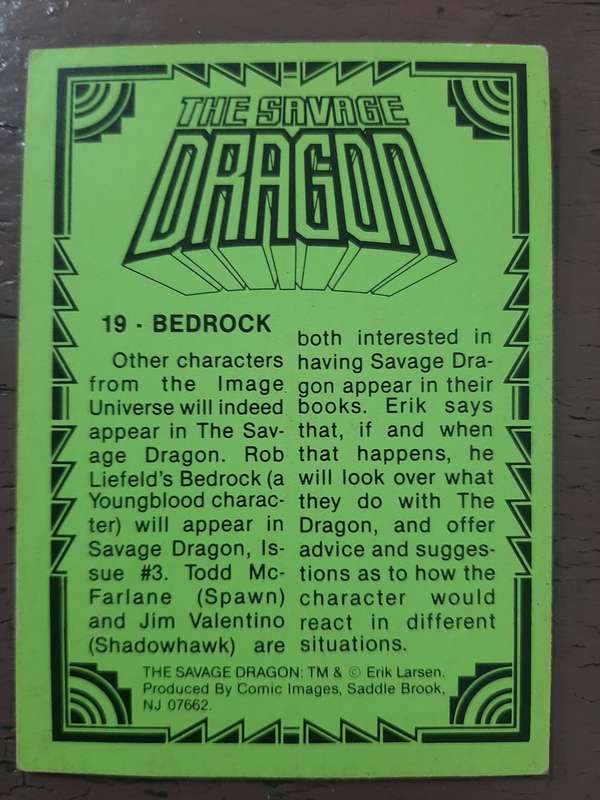 THE SAVAGE
DRAGON
19 - BEDROCK
Other characters
from the Image
Universe will indeed
appear in The Sav-
age Dragon. Rob
Liefeld's Bedrock (a
Youngblood charac-
ter) will appear in
Savage Dragon, Is-
sue #3. Todd Mc-
Farlane (Spawn)
and Jim Valentino
(Shadowhawk) are
both interested in
having Savage Dra-
gon appear in their
books. Erik says
that, if and when
that happens, he
will look over what
they do with The
Dragon, and offer
advice and sugges-
tions as to how the
character would
react in different
situations.
THE SAVAGE DRAGON: TM & © Erik Larsen.
Produced By Comic Images, Saddle Brook,
NJ 07662.